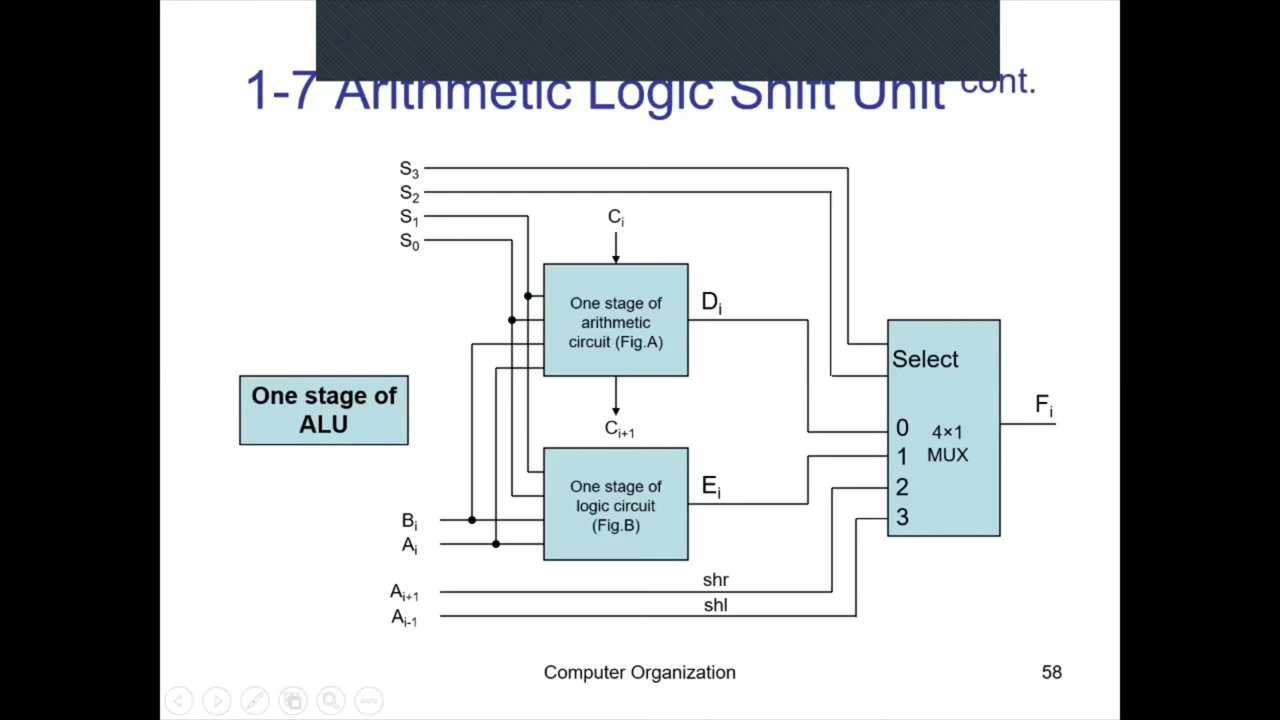 1-7 Arithmetic Logic Shift Unit cont.
S3
S2
S1
S0
Ci
One stage of
arithmetic
circuit (Fig.A)
Di
Ci+1
One stage of
ALU
One stage of
logic circuit
(Fig.B)
Ei
Bi
Ai
Ai+1
Ai-1
shr
shl
Select
0
1
2
3
4×1
MUX
Fi
Computer Organization
58